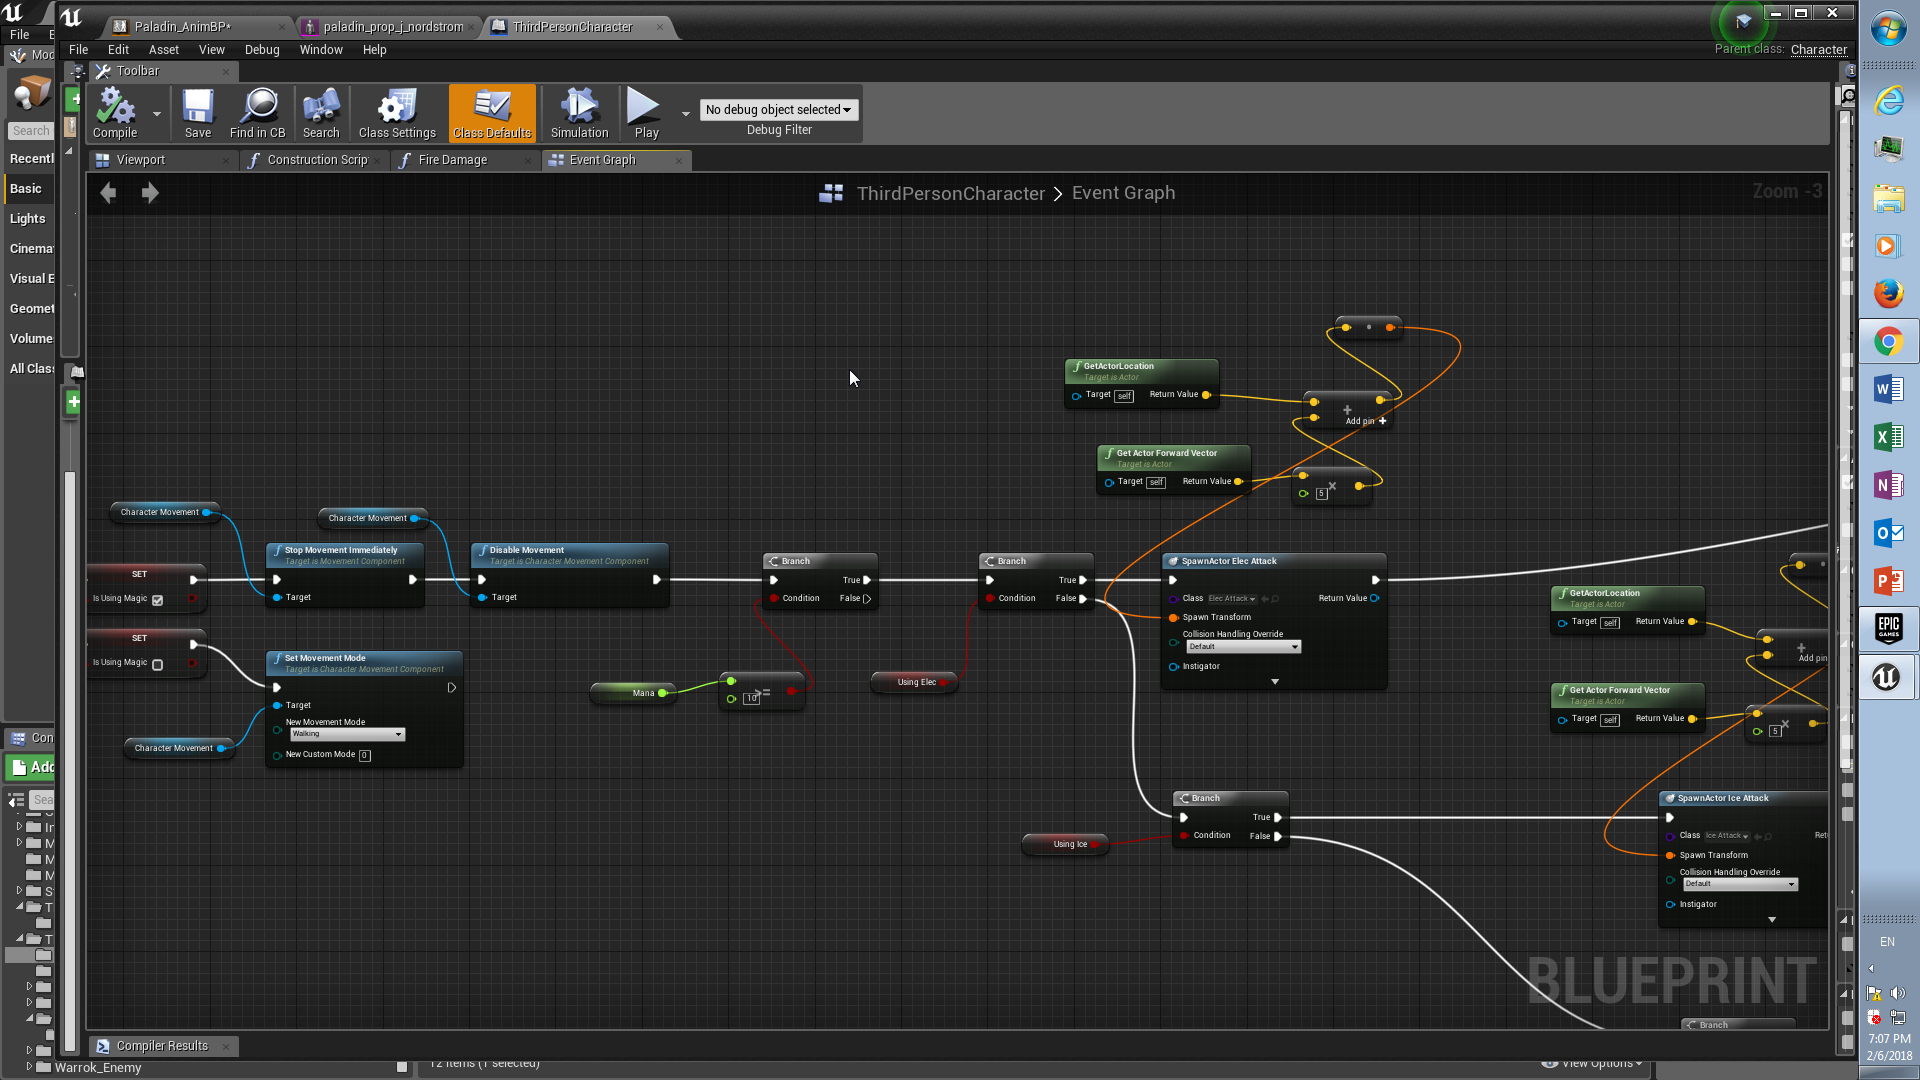 Paladin_AnimBP*
paladin_prop_j_nordstrom
ThirdPersonCharacter
File
File Edit Asset View Debug Window Help
Parent class: Character
Toolbar
Compile
Save
Find in CB
Search
Class Settings
Class Defaults
Simulation
Play
No debug object selected
Debug Filter
Search
Basic
Lights
All Clas
Viewport
Construction Scrip
Fire Damage
Event Graph
ThirdPersonCharacter > Event Graph
Zoom -3
GetActorLocation
Target is Actor
Target self Return Value
+
Add pin +
Get Actor Forward Vector
Target is Actor
Target self Return Value
5
×
Character Movement
Character Movement
Stop Movement Immediately
Target is Movement Component
Target
Disable Movement
Target is Character Movement Component
Target
SET
Is Using Magic
SET
Is Using Magic
Set Movement Mode
Target is Character Movement Component
Target
New Movement Mode
Walking
New Custom Mode 0
Character Movement
Branch
True
Condition False
Mana
1.0
>=
Branch
True
Condition False
Using Elec
SpawnActor Elec Attack
Class Elec Attack Return Value
Spawn Transform
Collision Handling Override
Default
Instigator
GetActorLocation
Target is Actor
Target self Return Value
+
Add pin
Get Actor Forward Vector
Target is Actor
Target self Return Value
5
×
Branch
True
Condition False
Using Ice
SpawnActor Ice Attack
Class Ice Attack Ret
Spawn Transform
Collision Handling Override
Default
Instigator
Branch
BLUEPRINT
Compiler Results
12 items (1 selected)
View Options
Warrok_Enemy
EPIC
GAMES
EN
7:07 PM
2/6/2018